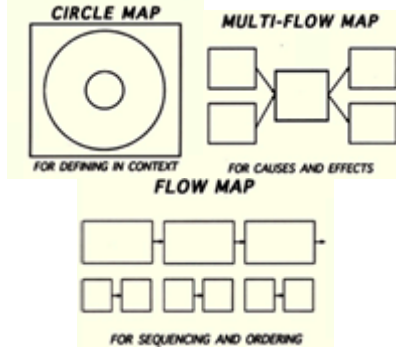 CIRCLE MAP
MULTI-FLOW MAP
FOR DEFINING IN CONTEXT
FOR CAUSES AND EFFECTS
FLOW MAP
FOR SEQUENCING AND ORDERING